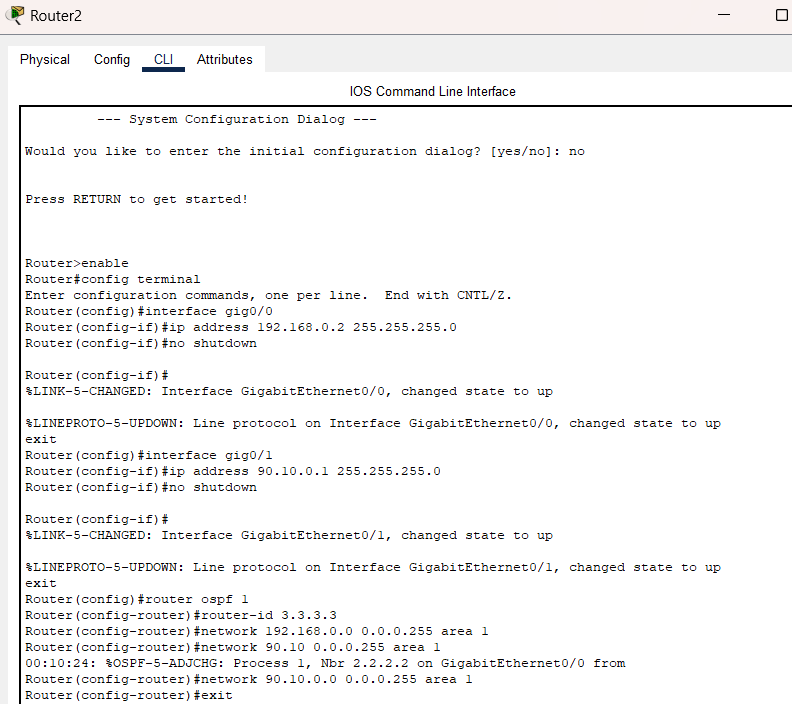 Router2
Physical Config CLI Attributes
IOS Command Line Interface
--- System Configuration Dialog ---
Would you like to enter the initial configuration dialog? [yes/no]: no
Press RETURN to get started!
Router>enable
Router#config terminal
Enter configuration commands, one per line.  End with CNTL/Z.
Router(config)#interface gig0/0
Router(config-if)#ip address 192.168.0.2 255.255.255.0
Router(config-if)#no shutdown
Router(config-if)#
%LINK-5-CHANGED: Interface GigabitEthernet0/0, changed state to up
%LINEPROTO-5-UPDOWN: Line protocol on Interface GigabitEthernet0/0, changed state to up
exit
Router(config)#interface gig0/1
Router(config-if)#ip address 90.10.0.1 255.255.255.0
Router(config-if)#no shutdown
Router(config-if)#
%LINK-5-CHANGED: Interface GigabitEthernet0/1, changed state to up
%LINEPROTO-5-UPDOWN: Line protocol on Interface GigabitEthernet0/1, changed state to up
exit
Router(config)#router ospf 1
Router(config-router)#router-id 3.3.3.3
Router(config-router)#network 192.168.0.0 0.0.0.255 area 1
Router(config-router)#network 90.10 0.0.0.255 area 1
00:10:24: %OSPF-5-ADJCHG: Process 1, Nbr 2.2.2.2 on GigabitEthernet0/0 from
Router(config-router)#network 90.10.0.0 0.0.0.255 area 1
Router(config-router)#exit